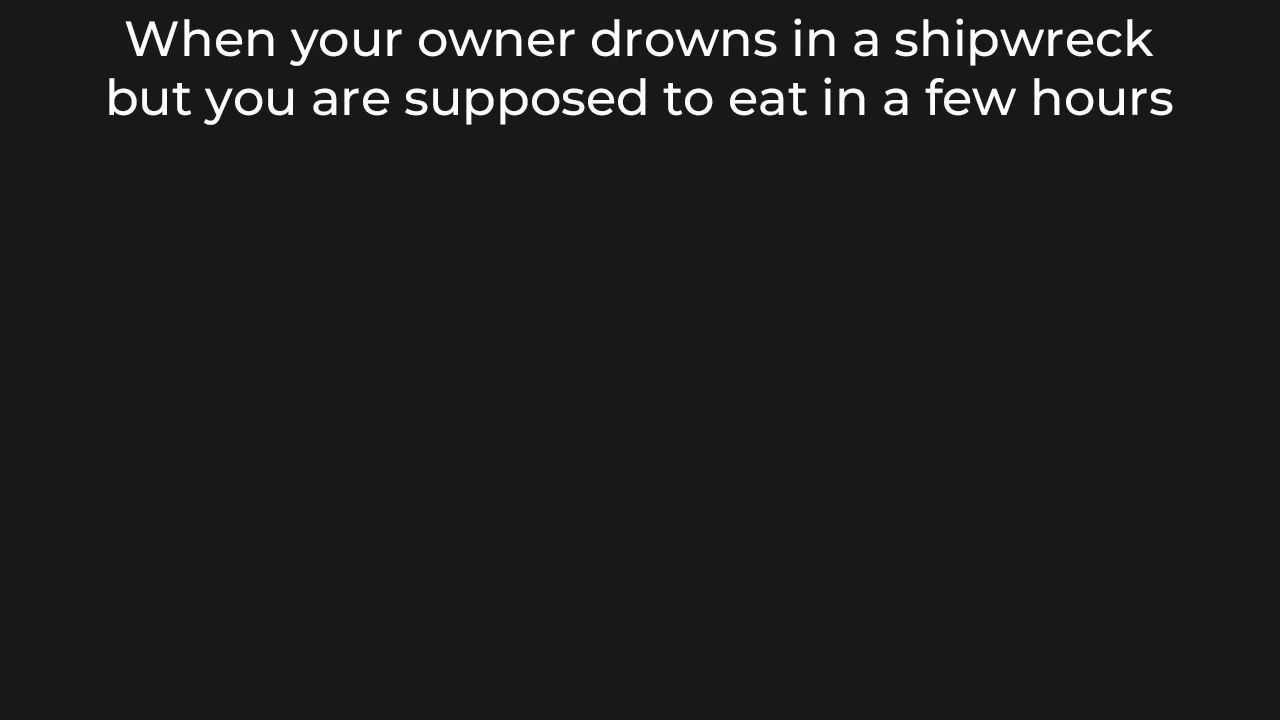 When your owner drowns in a shipwreck
but you are supposed to eat in a few hours